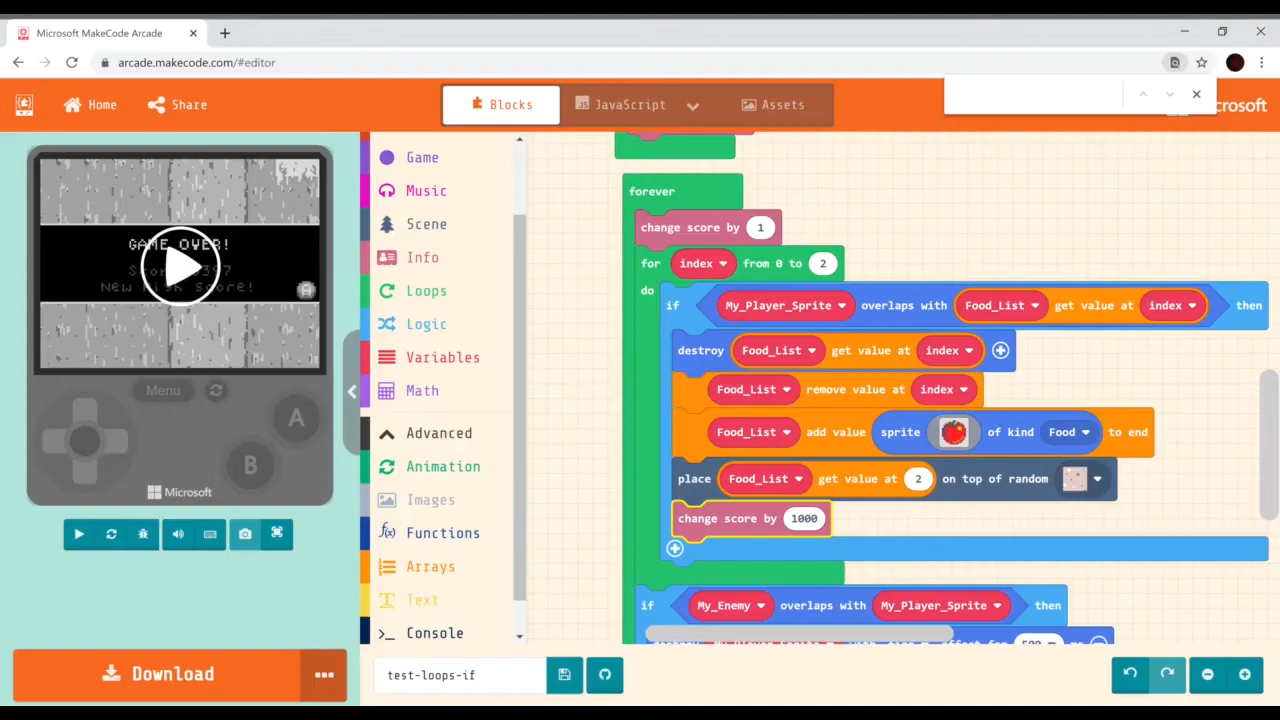 Microsoft MakeCode Arcade
arcade.makecode.com/#editor
Home
Share
Blocks
JavaScript
Assets
crosoft
GAME OVER!
New High Score!
Menu
A
B
Microsoft
Download
Game
Music
Scene
Info
Loops
Logic
Variables
Math
Advanced
Animation
Images
Functions
Arrays
Text
Console
forever
change score by 1
for index from 0 to 2
do
if My_Player_Sprite overlaps with Food_List get value at index then
destroy Food_List get value at index
Food_List remove value at index
Food_List add value sprite of kind Food to end
place Food_List get value at 2 on top of random
change score by 1000
if My_Enemy overlaps with My_Player_Sprite then
test-loops-if